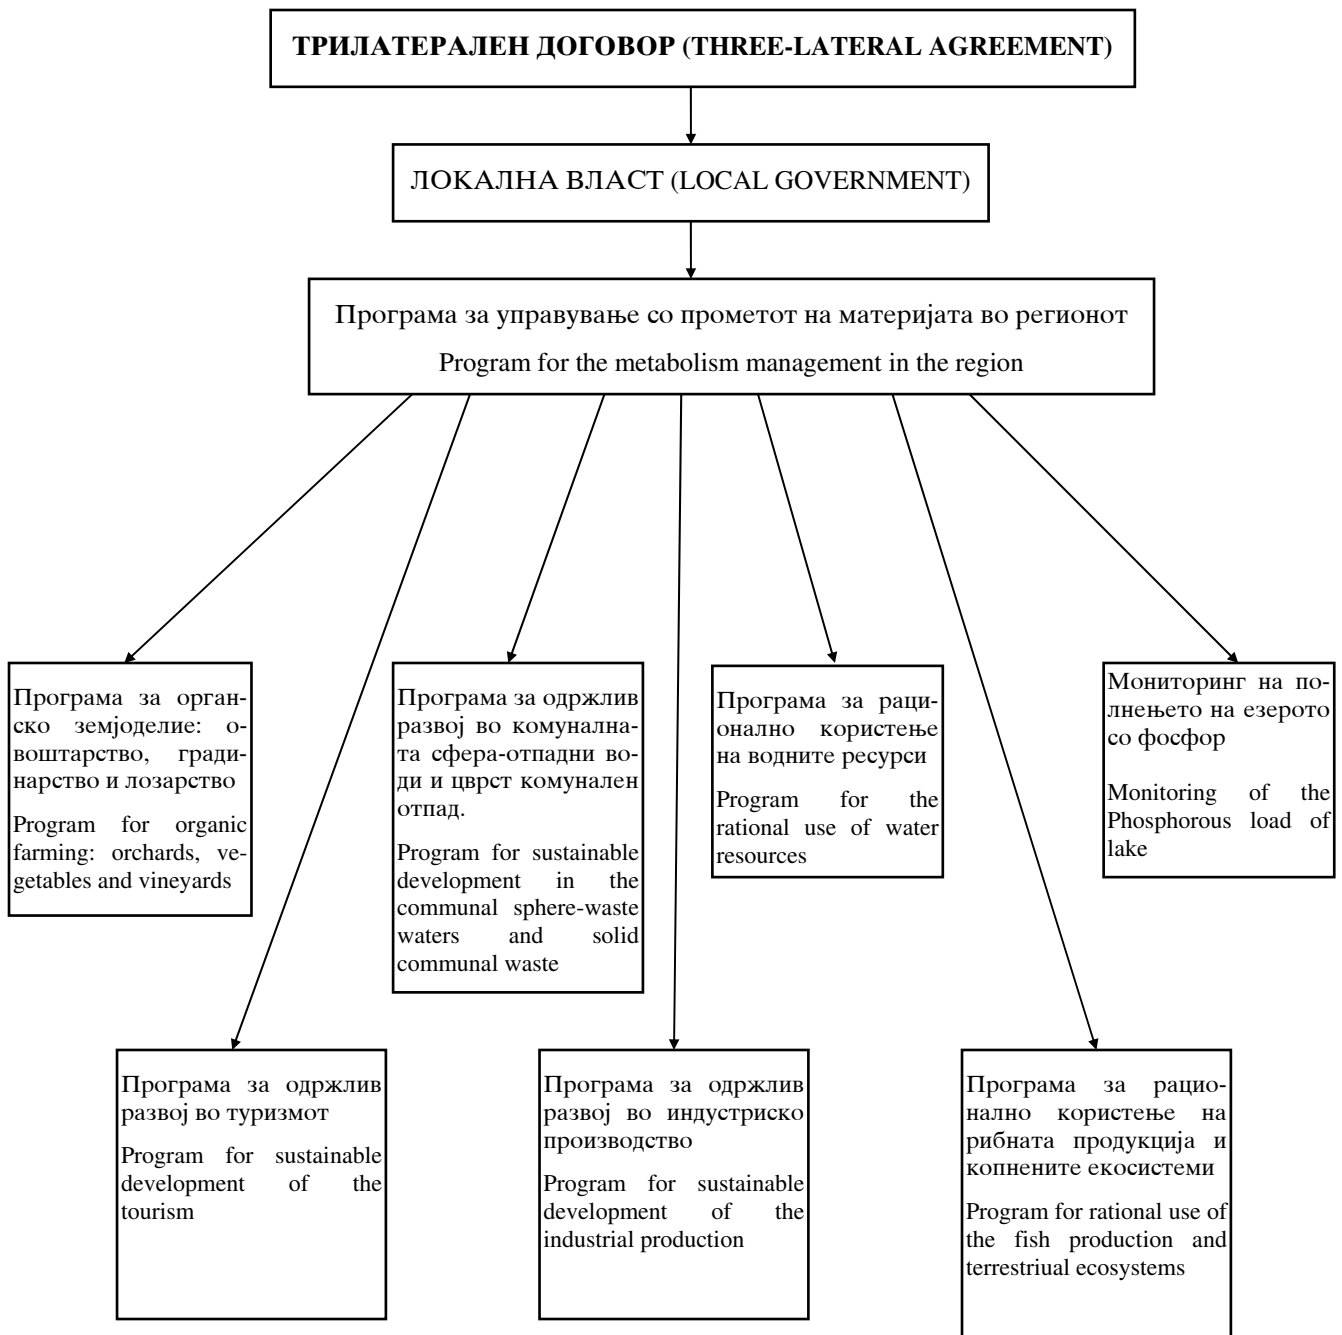 ТРИЛАТЕРАЛЕН ДОГОВОР (THREE-LATERAL AGREEMENT)
ЛОКАЛНА ВЛАСТ (LOCAL GOVERNMENT)
Програма за управување со прометот на материјата во регионот
Program for the metabolism management in the region
Програма за орган-
ско земјоделие: о-
воштарство, гради-
нарство и лозарство
Program for organic
farming: orchards, ve-
getables and vineyards
Програма за одржлив
развој во комунална-
та сфера-отпадни во-
ди и цврст комунален
отпад.
Program for sustainable
development in the
communal sphere-waste
waters and solid
communal waste
Програма за раци-
онално користење
на водните ресурси
Program for the
rational use of water
resources
Мониторинг на по-
лнењето на езерото
со фосфор
Monitoring of the
Phosphorous load of
lake
Програма за одржлив
развој во туризмот
Program for sustainable
development of the
tourism
Програма за одржлив
развој во индустриско
производство
Program for sustainable
development of the
industrial production
Програма за рацио-
нално користење на
рибната продукција и
копнените екосистеми
Program for rational use of
the fish production and
terrestriual ecosystems